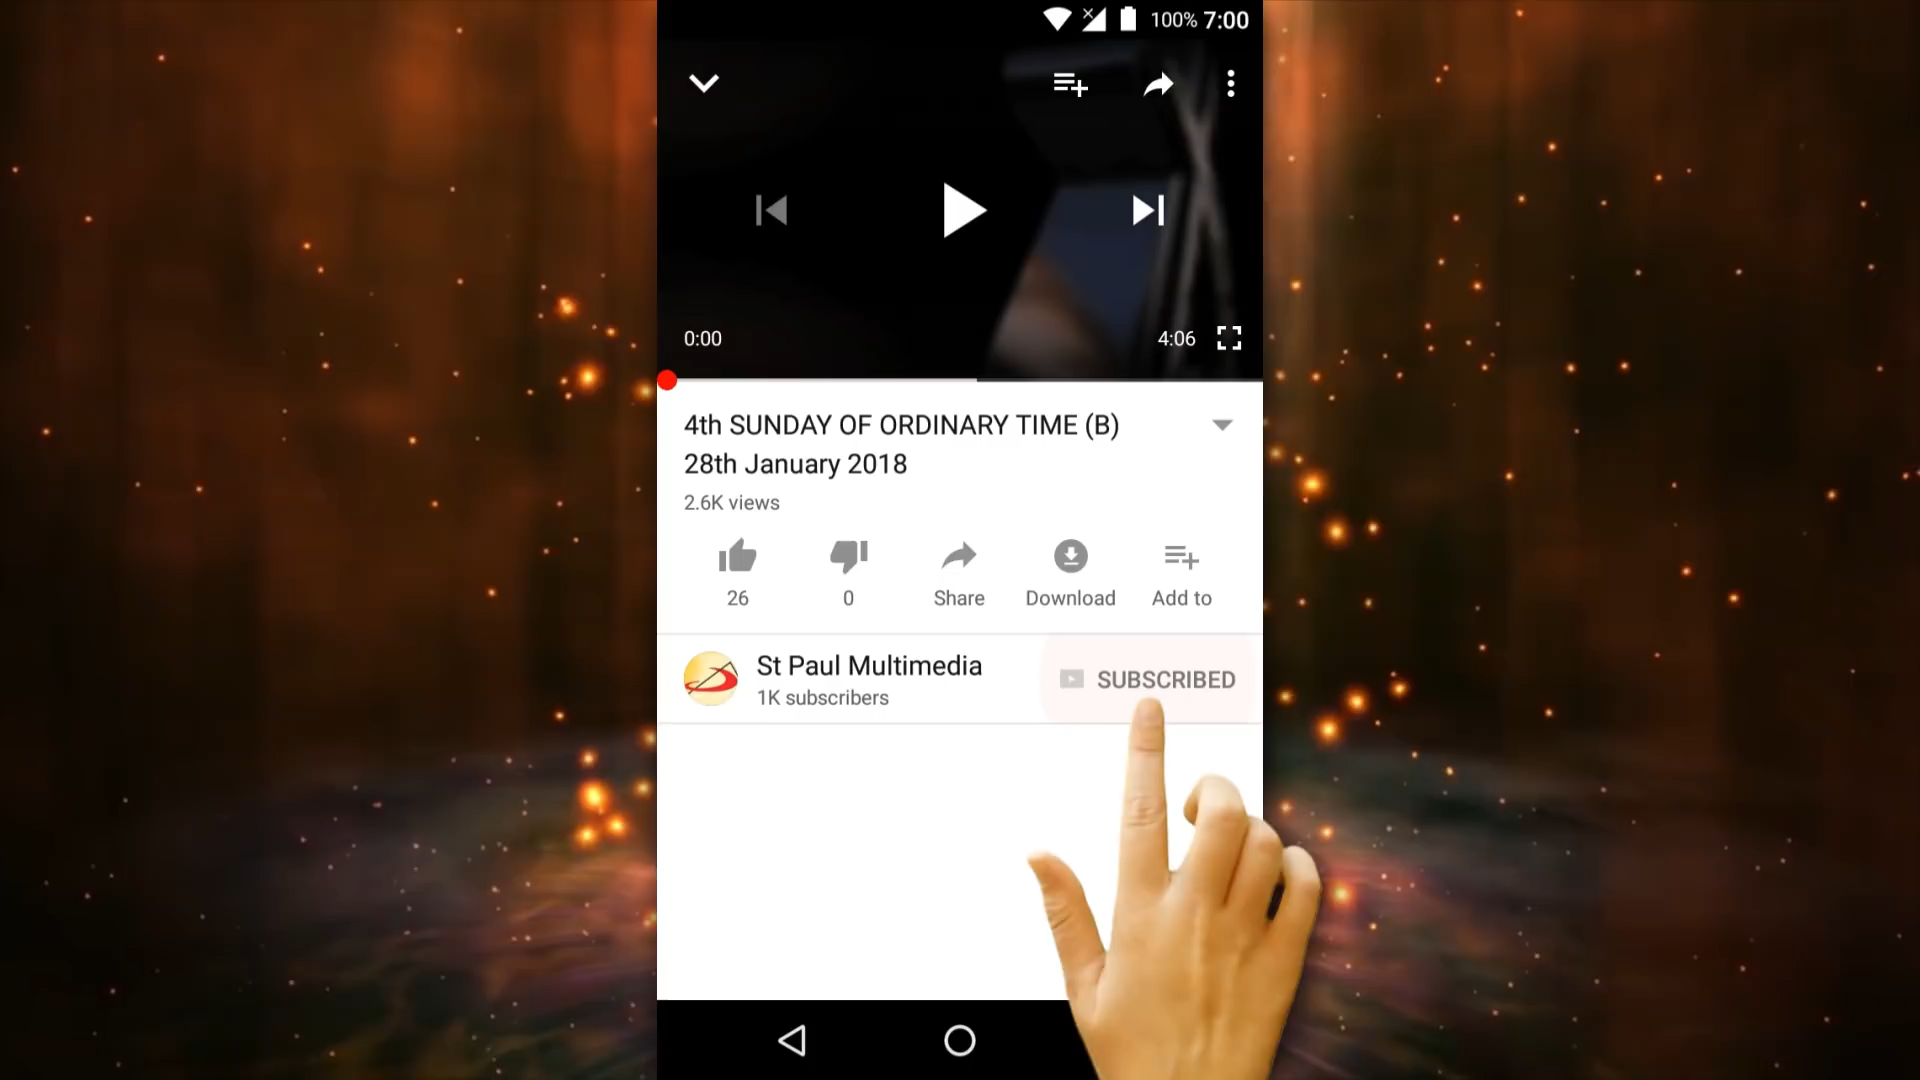 100% 7:00
0:00
4:06
4th SUNDAY OF ORDINARY TIME (B)
28th January 2018
2.6K views
26
0
Share
Download
Add to
St Paul Multimedia
1K subscribers
SUBSCRIBED